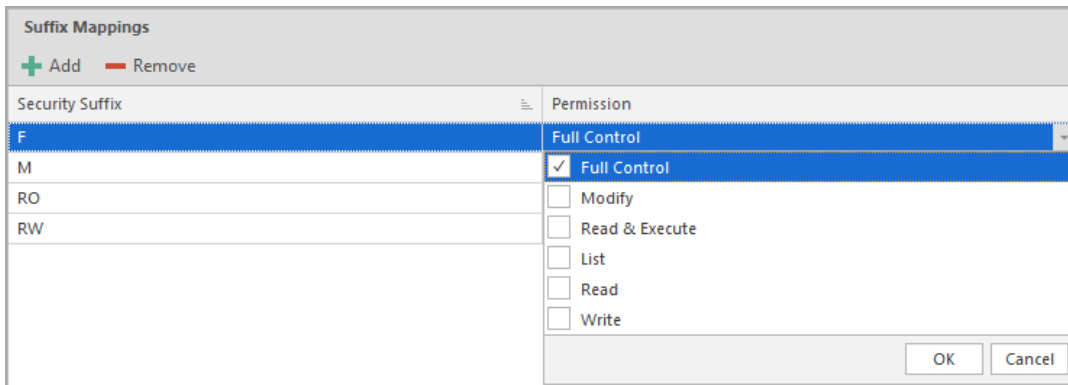 Suffix Mappings
Add Remove
Security Suffix Permission
F Full Control
M Full Control
RO Modify
RW Read & Execute
List
Read
Write
OK Cancel